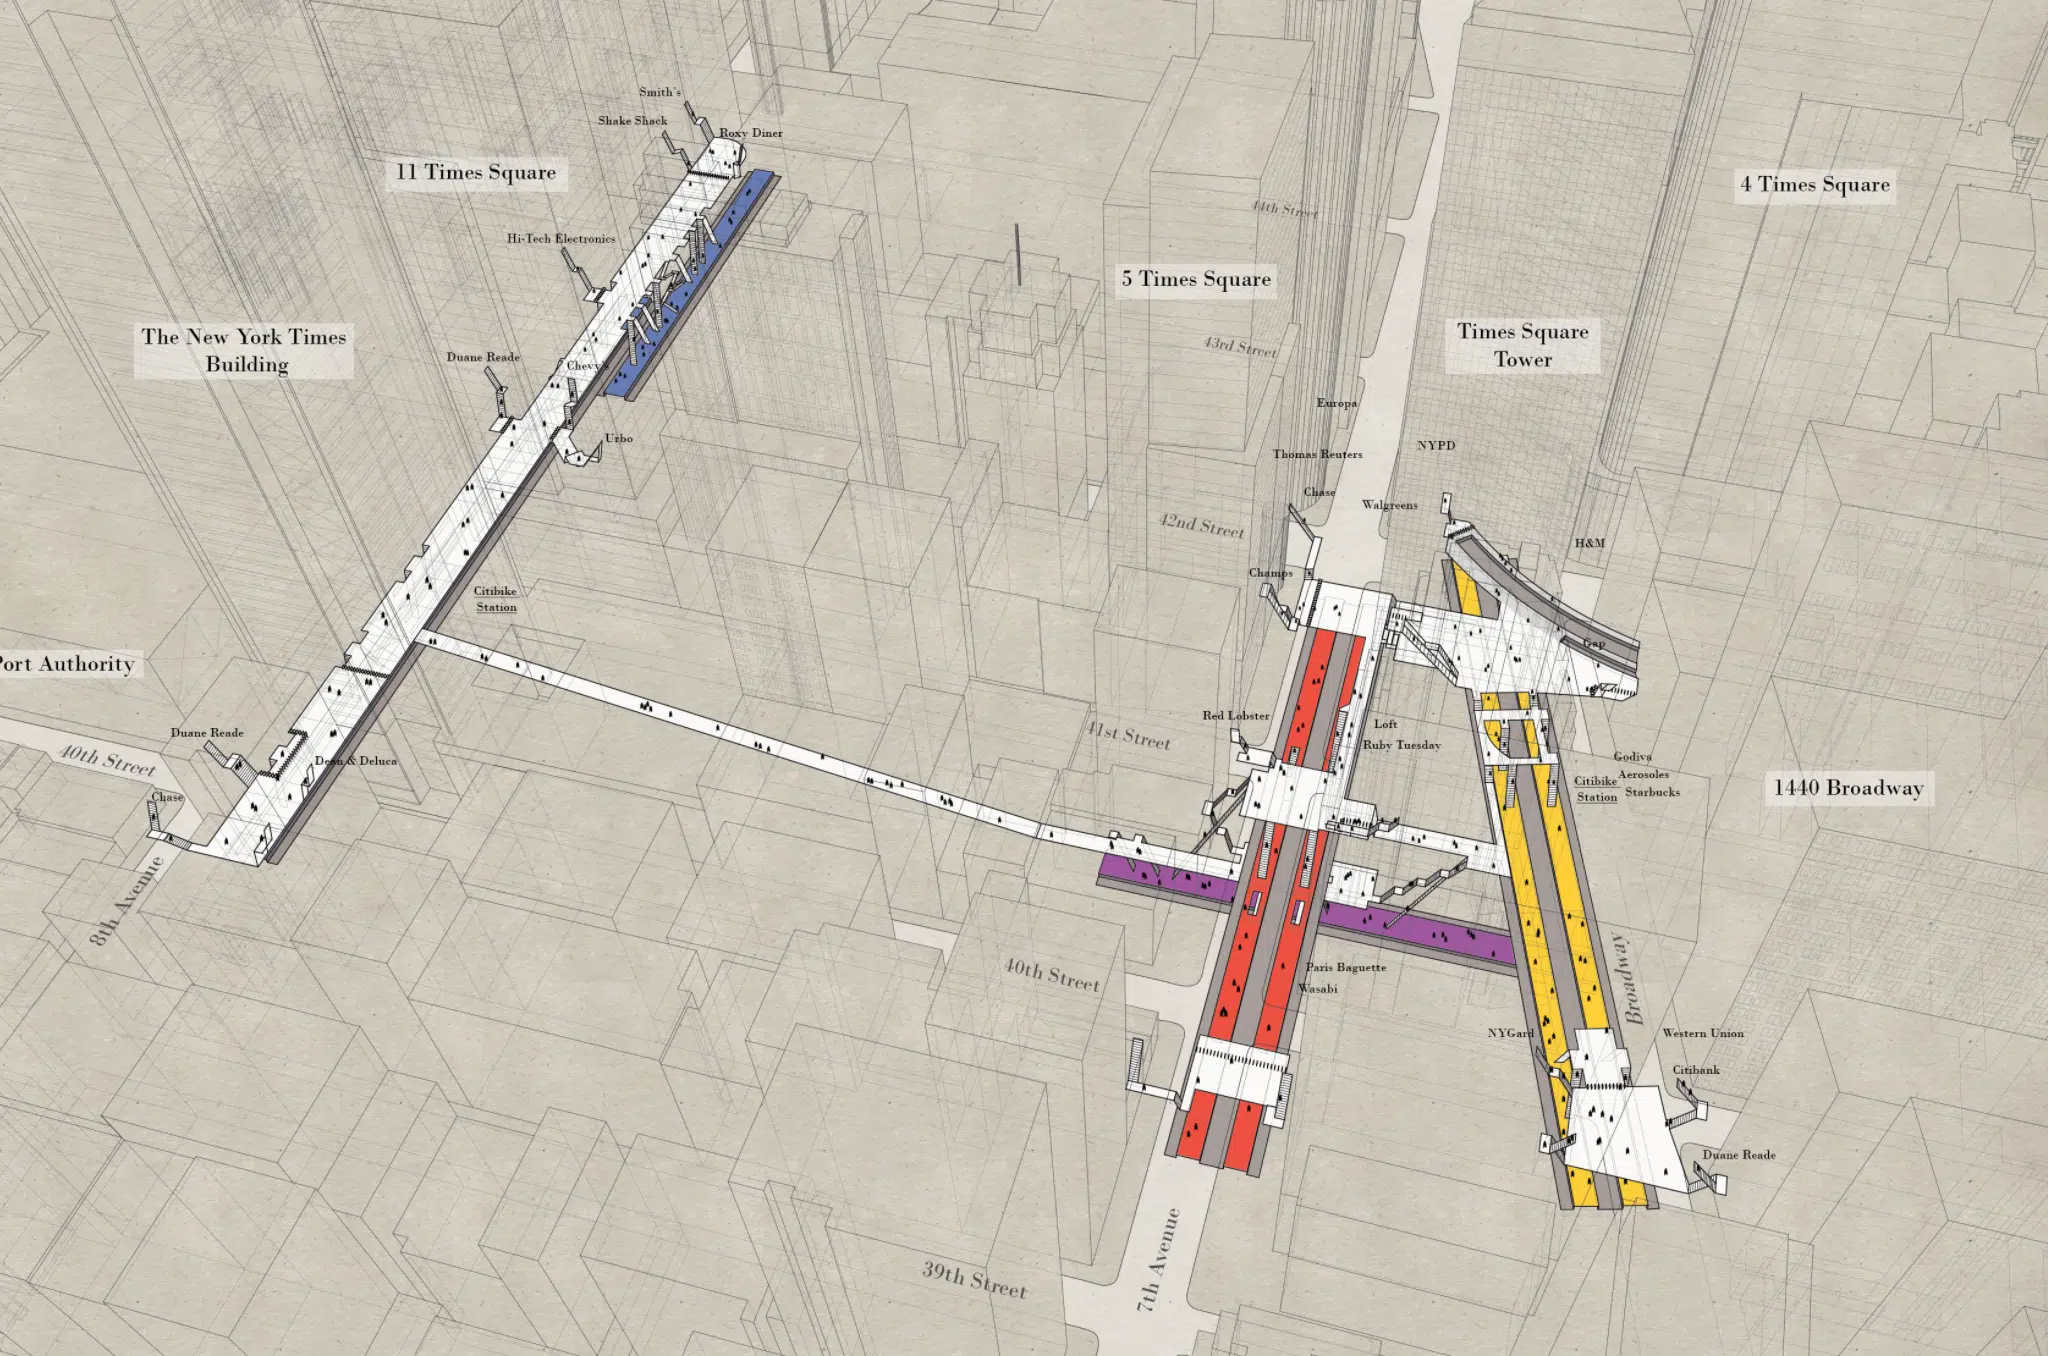 Smith's
Shake Shack
Roxy Diner
11 Times Square
4 Times Square
44th Street
Hi-Tech Electronics
5 Times Square
The New York Times
Building
Times Square
Tower
43rd Street
Duane Reade
Chevy's
Europa
Urbo
NYPD
Thomas Reuters
Chase
Walgreens
42nd Street
H&M
Champs
Citibike
Station
Gap
Port Authority
Red Lobster
Loft
41st Street
Ruby Tuesday
Duane Reade
40th Street
Dean & Deluca
Godiva
Aerosoles
Citibike
Station
Starbucks
1440 Broadway
Chase
8th Avenue
40th Street
Paris Baguette
Wasabi
Broadway
NYGard
Western Union
Citibank
Duane Reade
39th Street
7th Avenue